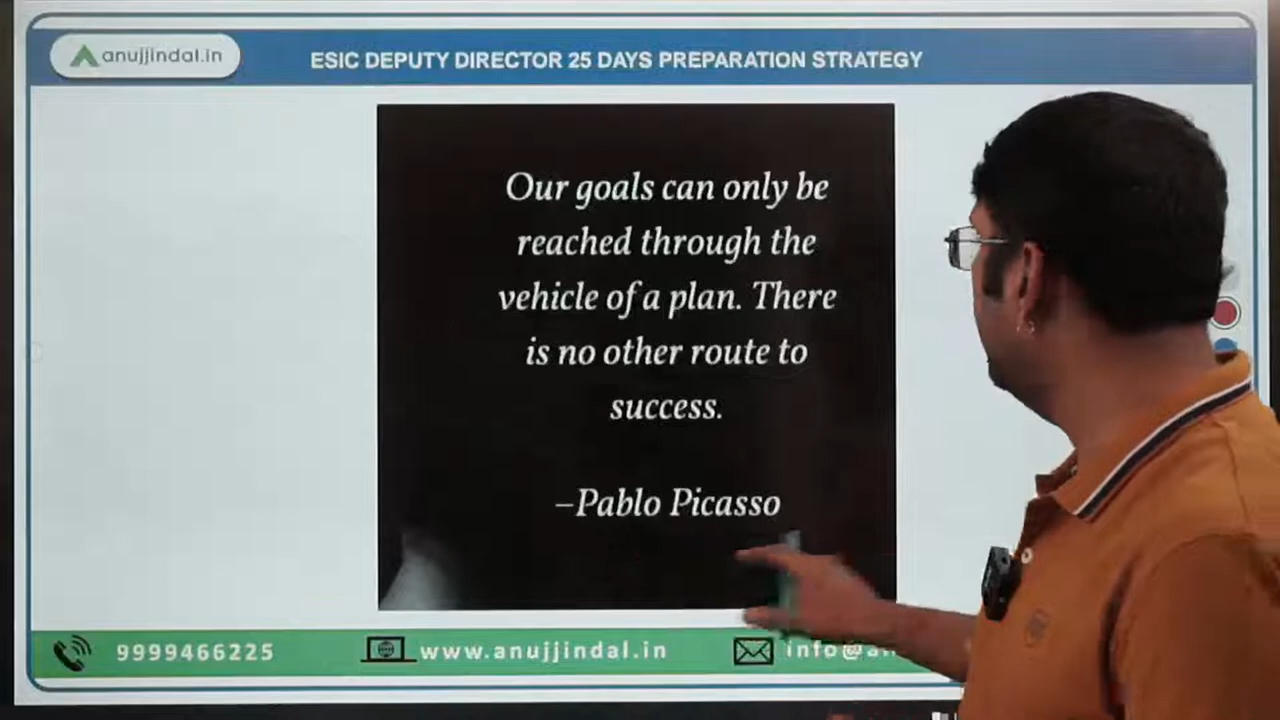 anujjindal.in
ESIC DEPUTY DIRECTOR 25 DAYS PREPARATION STRATEGY
Our goals can only be
reached through the
vehicle of a plan. There
is no other route to
success.
–Pablo Picasso
9999466225
www.anujjindal.in